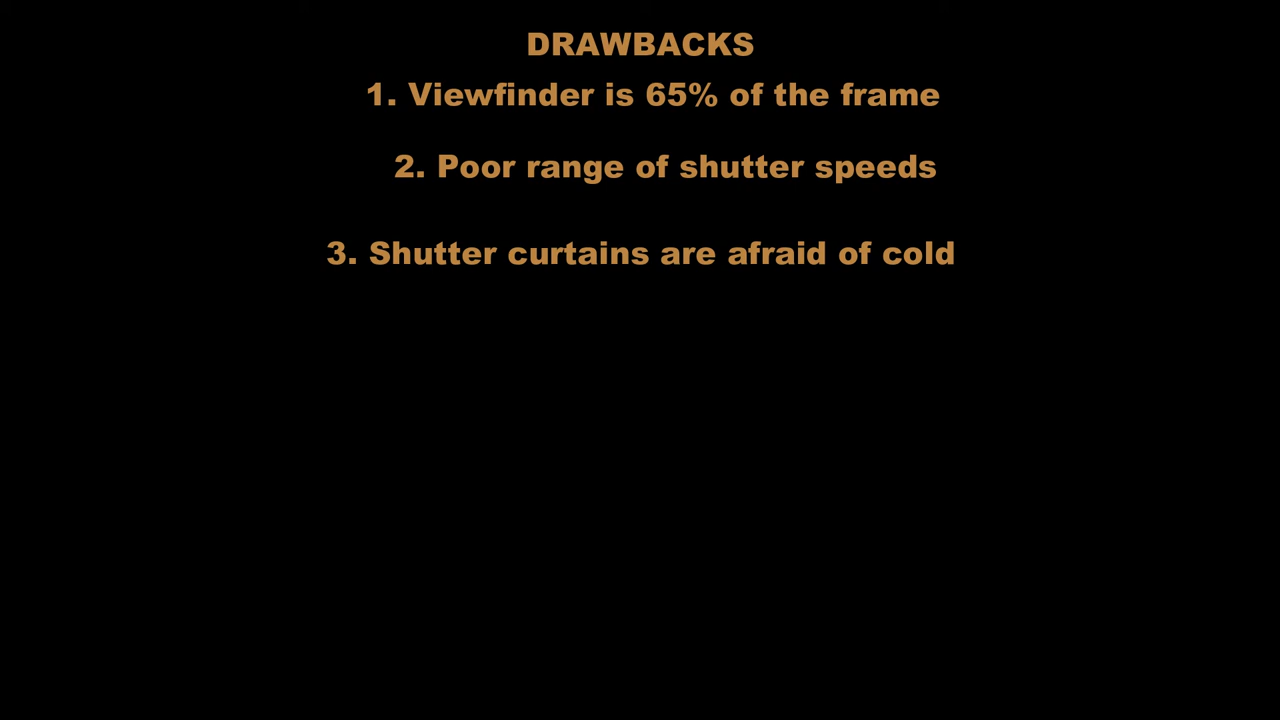 DRAWBACKS
1. Viewfinder is 65% of the frame
2. Poor range of shutter speeds
3. Shutter curtains are afraid of cold